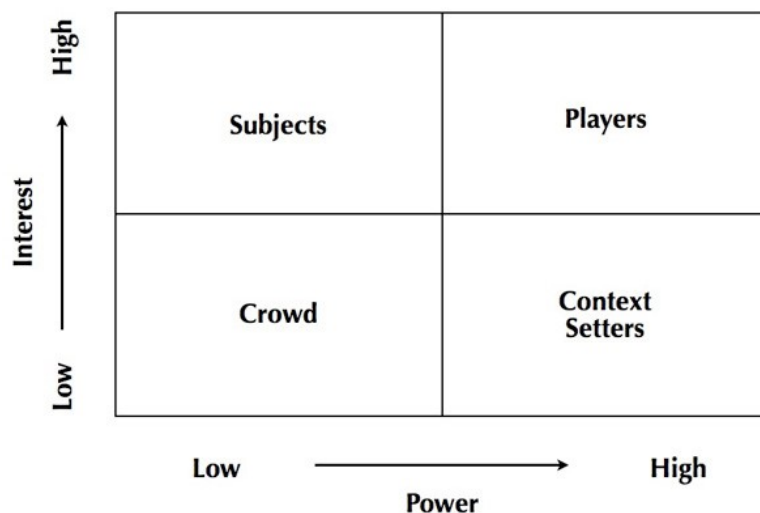 High
Subjects
Players
Interest
Crowd
Context
Setters
Low
Low
High
Power